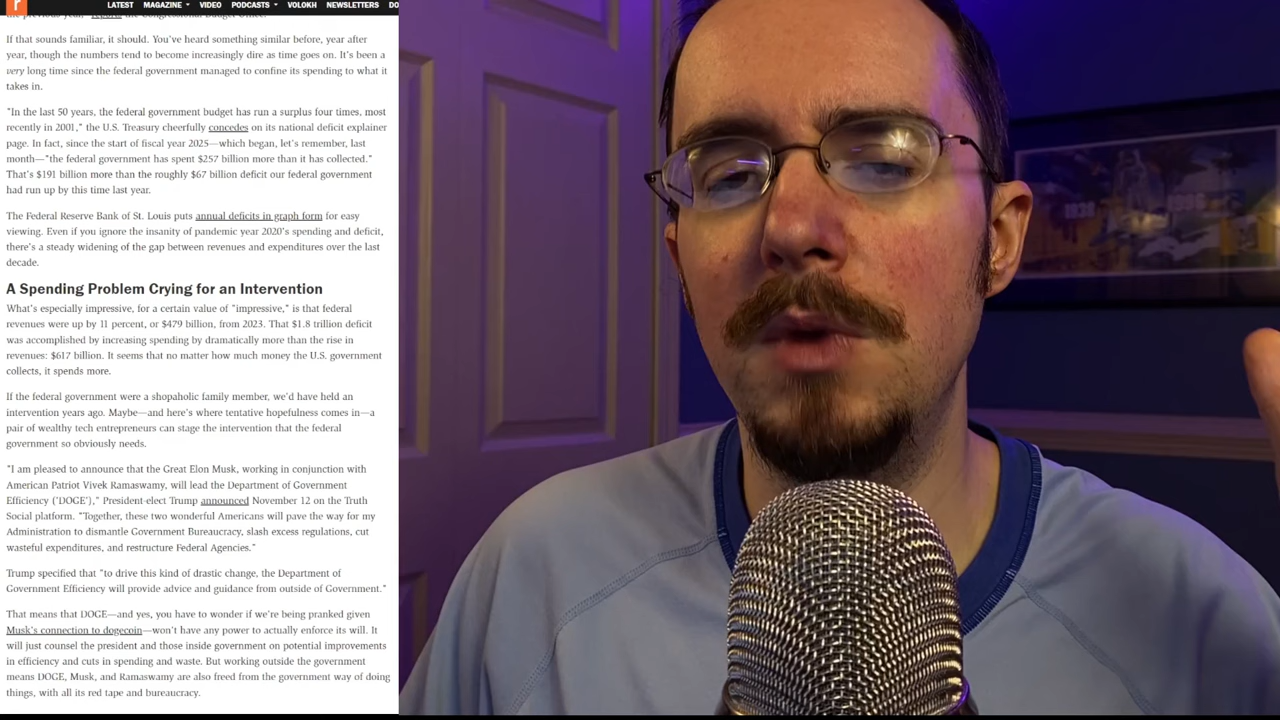 r
LATEST MAGAZINE VIDEO PODCASTS VOLOKH NEWSLETTERS DO
the previous year," reports the Congressional Budget Office.
If that sounds familiar, it should. You've heard something similar before, year after
year, though the numbers tend to become increasingly dire as time goes on. It's been a
very long time since the federal government managed to confine its spending to what it
takes in.
"In the last 50 years, the federal government budget has run a surplus four times, most
recently in 2001," the U.S. Treasury cheerfully concedes on its national deficit explainer
page. In fact, since the start of fiscal year 2025—which began, let's remember, last
month—"the federal government has spent $257 billion more than it has collected."
That's $191 billion more than the roughly $67 billion deficit our federal government
had run up by this time last year.
The Federal Reserve Bank of St. Louis puts annual deficits in graph form for easy
viewing. Even if you ignore the insanity of pandemic year 2020's spending and deficit,
there's a steady widening of the gap between revenues and expenditures over the last
decade.
A Spending Problem Crying for an Intervention
What's especially impressive, for a certain value of "impressive," is that federal
revenues were up by 11 percent, or $479 billion, from 2023. That $1.8 trillion deficit
was accomplished by increasing spending by dramatically more than the rise in
revenues: $617 billion. It seems that no matter how much money the U.S. government
collects, it spends more.
If the federal government were a shopaholic family member, we'd have held an
intervention years ago. Maybe—and here's where tentative hopefulness comes in—a
pair of wealthy tech entrepreneurs can stage the intervention that the federal
government so obviously needs.
"I am pleased to announce that the Great Elon Musk, working in conjunction with
American Patriot Vivek Ramaswamy, will lead the Department of Government
Efficiency ('DOGE')," President-elect Trump announced November 12 on the Truth
Social platform. "Together, these two wonderful Americans will pave the way for my
Administration to dismantle Government Bureaucracy, slash excess regulations, cut
wasteful expenditures, and restructure Federal Agencies."
Trump specified that "to drive this kind of drastic change, the Department of
Government Efficiency will provide advice and guidance from outside of Government."
That means that DOGE—and yes, you have to wonder if we're being pranked given
Musk's connection to dogecoin—won't have any power to actually enforce its will. It
will just counsel the president and those inside government on potential improvements
in efficiency and cuts in spending and waste. But working outside the government
means DOGE, Musk, and Ramaswamy are also freed from the government way of doing
things, with all its red tape and bureaucracy.